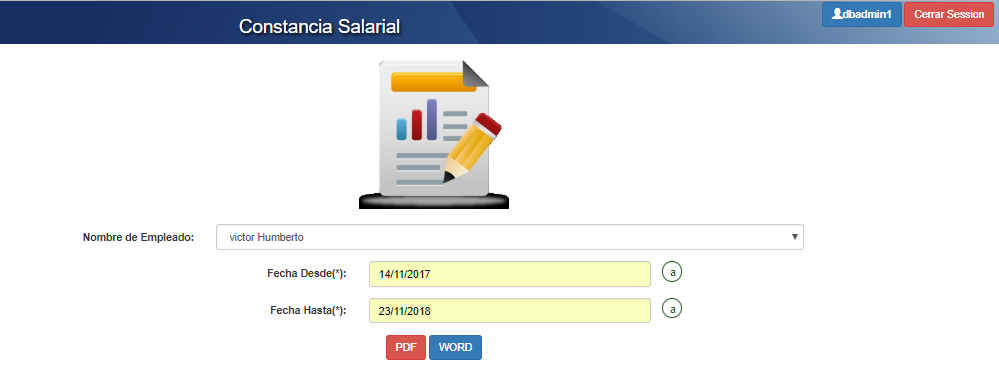 dbadmin1 Cerrar Session
Constancia Salarial
Nombre de Empleado: victor Humberto
Fecha Desde(*): 14/11/2017 a
Fecha Hasta(*): 23/11/2018 a
PDF WORD